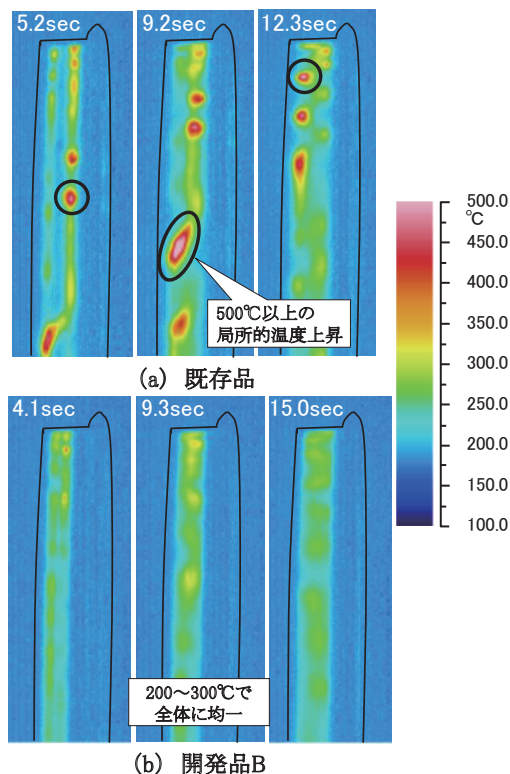 5.2sec
9.2sec
12.3sec
500℃以上の
局所的温度上昇
(a) 既存品
4.1sec
9.3sec
15.0sec
200～300℃で
全体に均一
(b) 開発品B
500.0
℃
450.0
400.0
350.0
300.0
250.0
200.0
150.0
100.0